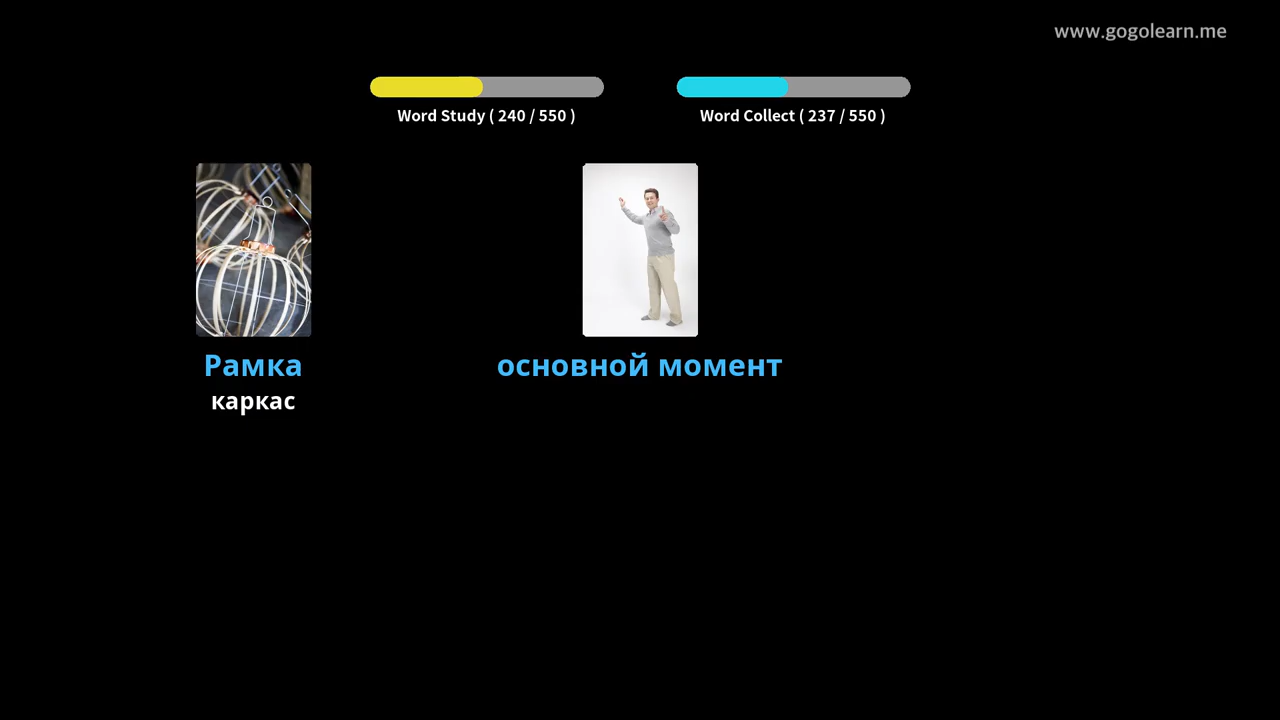 www.gogolearn.me
Word Study ( 240 / 550 )
Word Collect ( 237 / 550 )
Рамка
каркас
основной момент